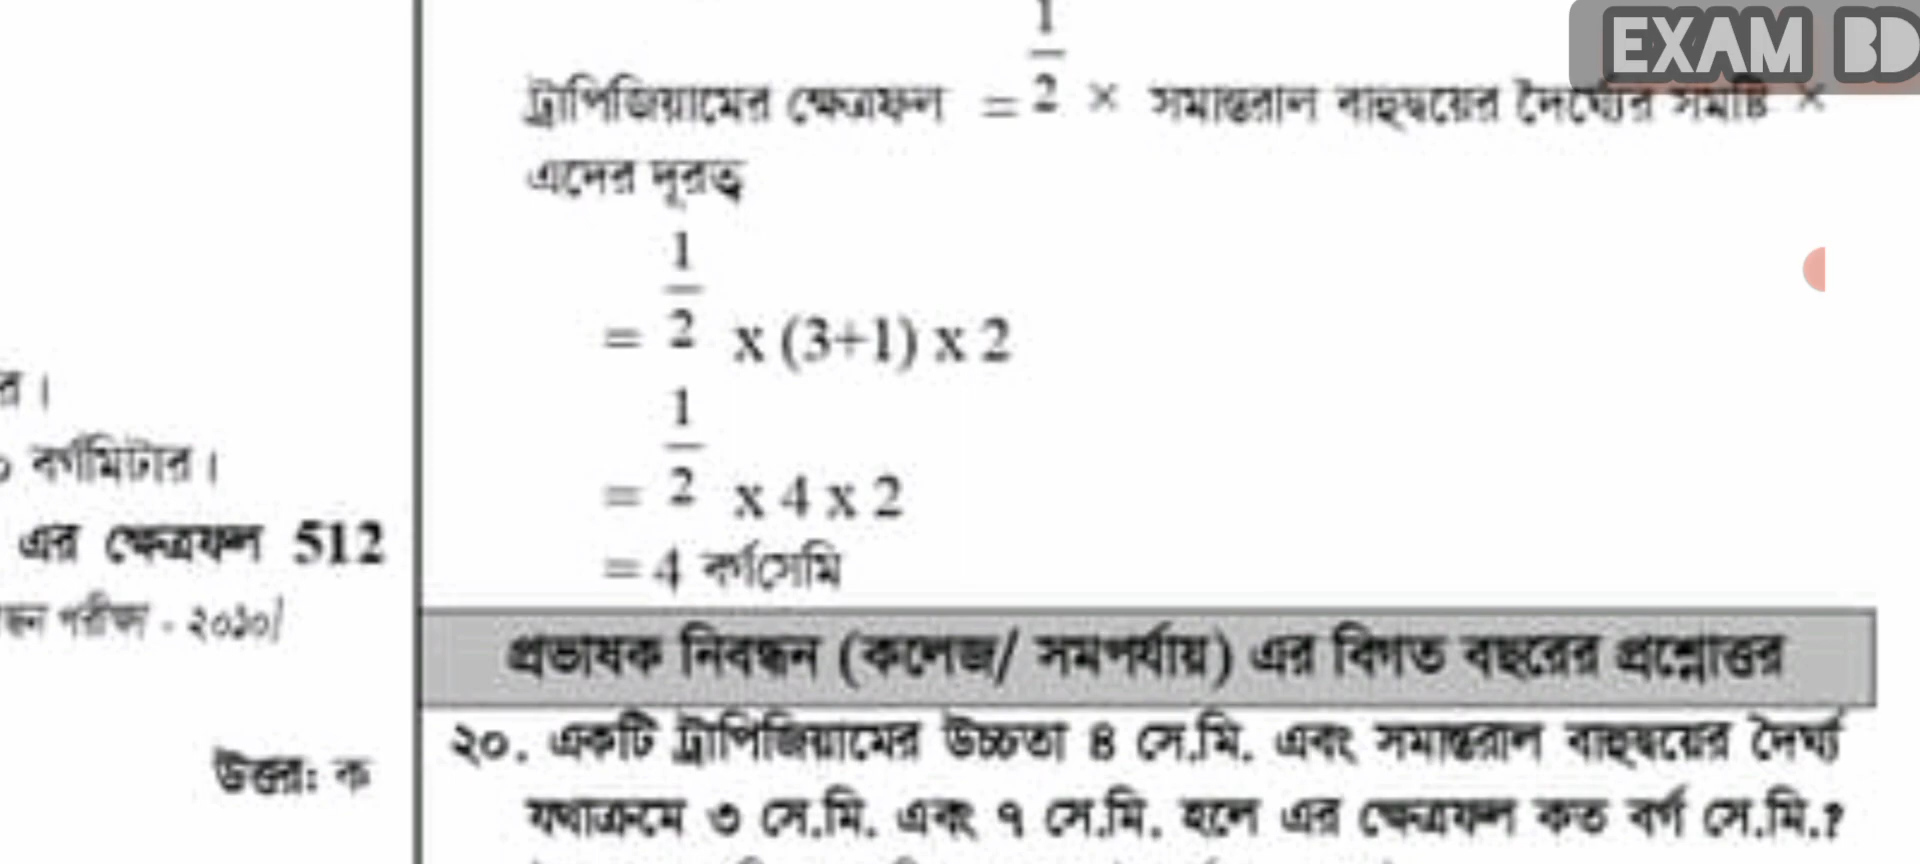 EXAM BD
র।
বর্গমিটার।
এর ক্ষেত্রফল 512
পরীক্ষা - ২০১০]
উত্তর: ক
ট্রাপিজিয়ামের ক্ষেত্রফল = 1/2 × সমান্তরাল বাহুদ্বয়ের দৈর্ঘ্যের সমষ্টি ×
এদের দূরত্ব
= 1/2 x (3+1) x 2
= 1/2 x 4 x 2
= 4 বর্গসেমি
প্রভাষক নিবন্ধন (কলেজ/ সমপর্যায়) এর বিগত বছরের প্রশ্নোত্তর
২০. একটি ট্রাপিজিয়ামের উচ্চতা ৪ সে.মি. এবং সমান্তরাল বাহুদ্বয়ের দৈর্ঘ্য
যথাক্রমে ৩ সে.মি. এবং ৭ সে.মি. হলে এর ক্ষেত্রফল কত বর্গ সে.মি.?